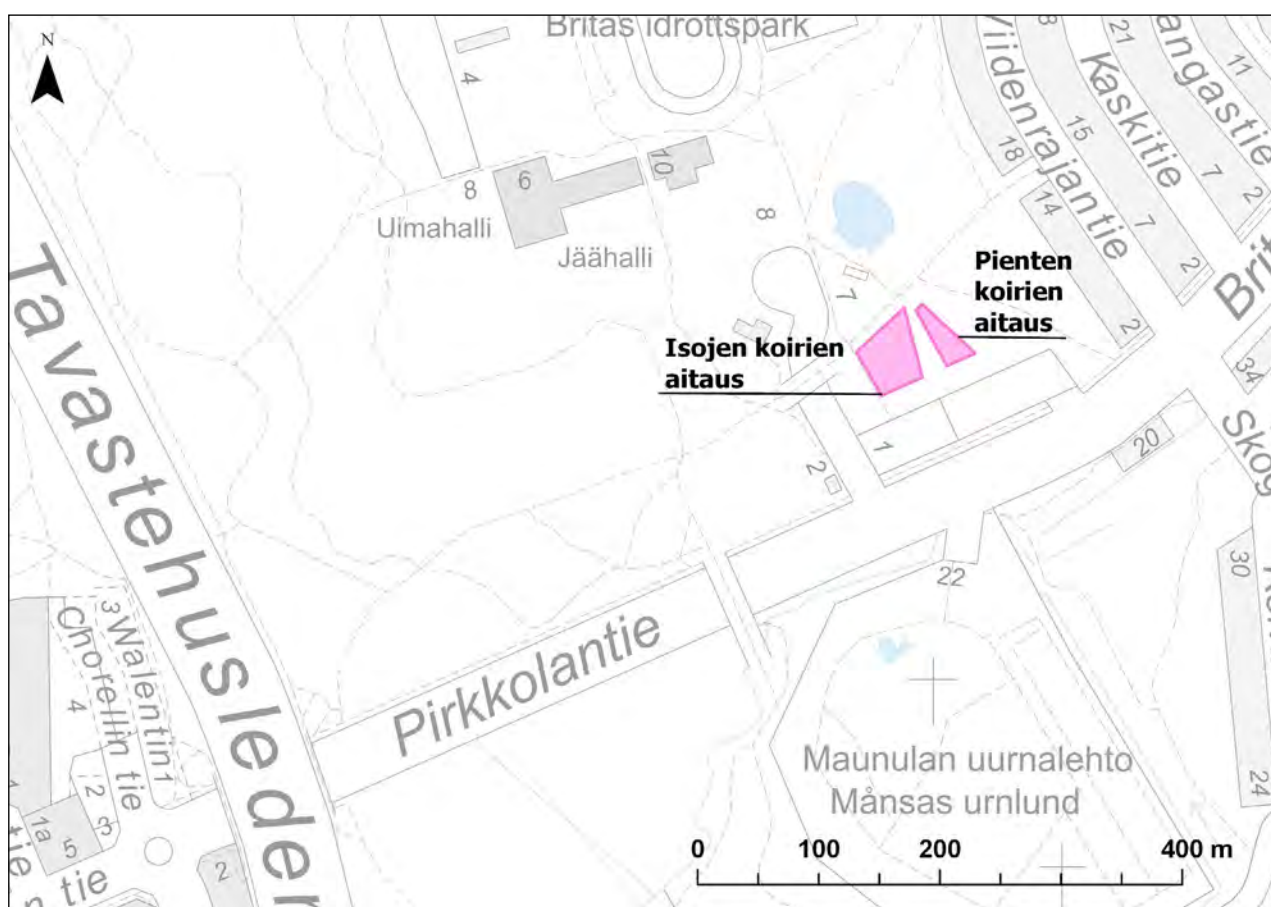 N
Britas idrottspark
4
8
6
10
Uimahalli
Jäähalli
8
7
18
14
2
Viidenrajantie
15
7
2
Kaskitie
21
7
2
angastie
11
2
Brit
34
Skog
Pienten
koirien
aitaus
Isojen koirien
aitaus
1
2
20
22
30
24
Tavastehusleden
Pirkkolantie
3 Walentin 1
Chorellin tie
4
2
3
1a
5
tie
tie
2
Maunulan uurnalehto
Månsas urnlund
0 100 200 400 m